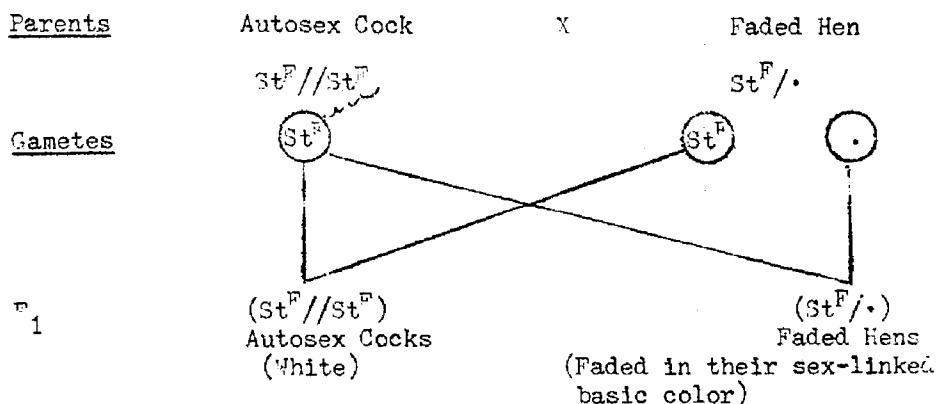 Parents Autosex Cock X Faded Hen
St^F//St^F St^F/.
Gametes St^F St^F .
F1 (St^F//St^F) (St^F/.)
Autosex Cocks Faded Hens
(White) (Faded in their sex-linked
basic color)